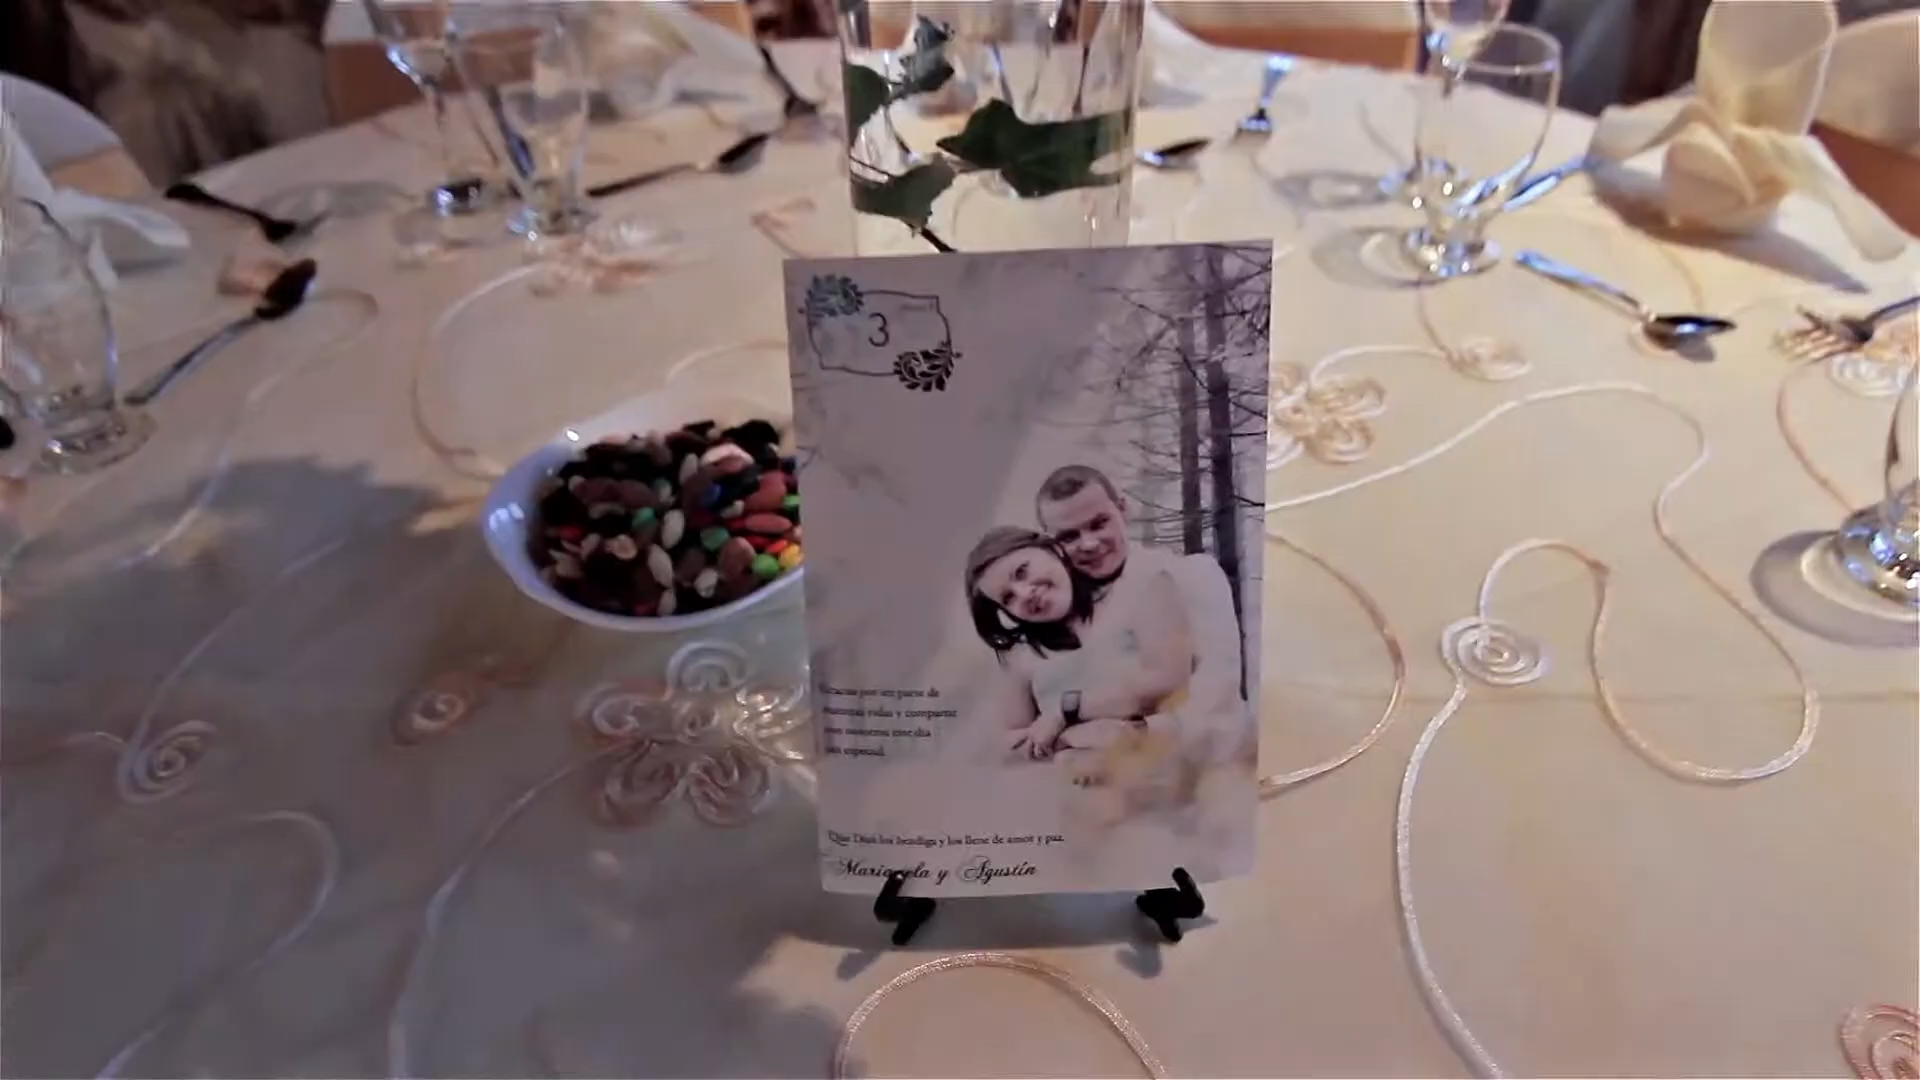 3
Gracias por ser parte de
nuestras vidas y compartir
con nosotros este día
tan especial.
Que Dios los bendiga y los llene de amor y paz.
y Agustín